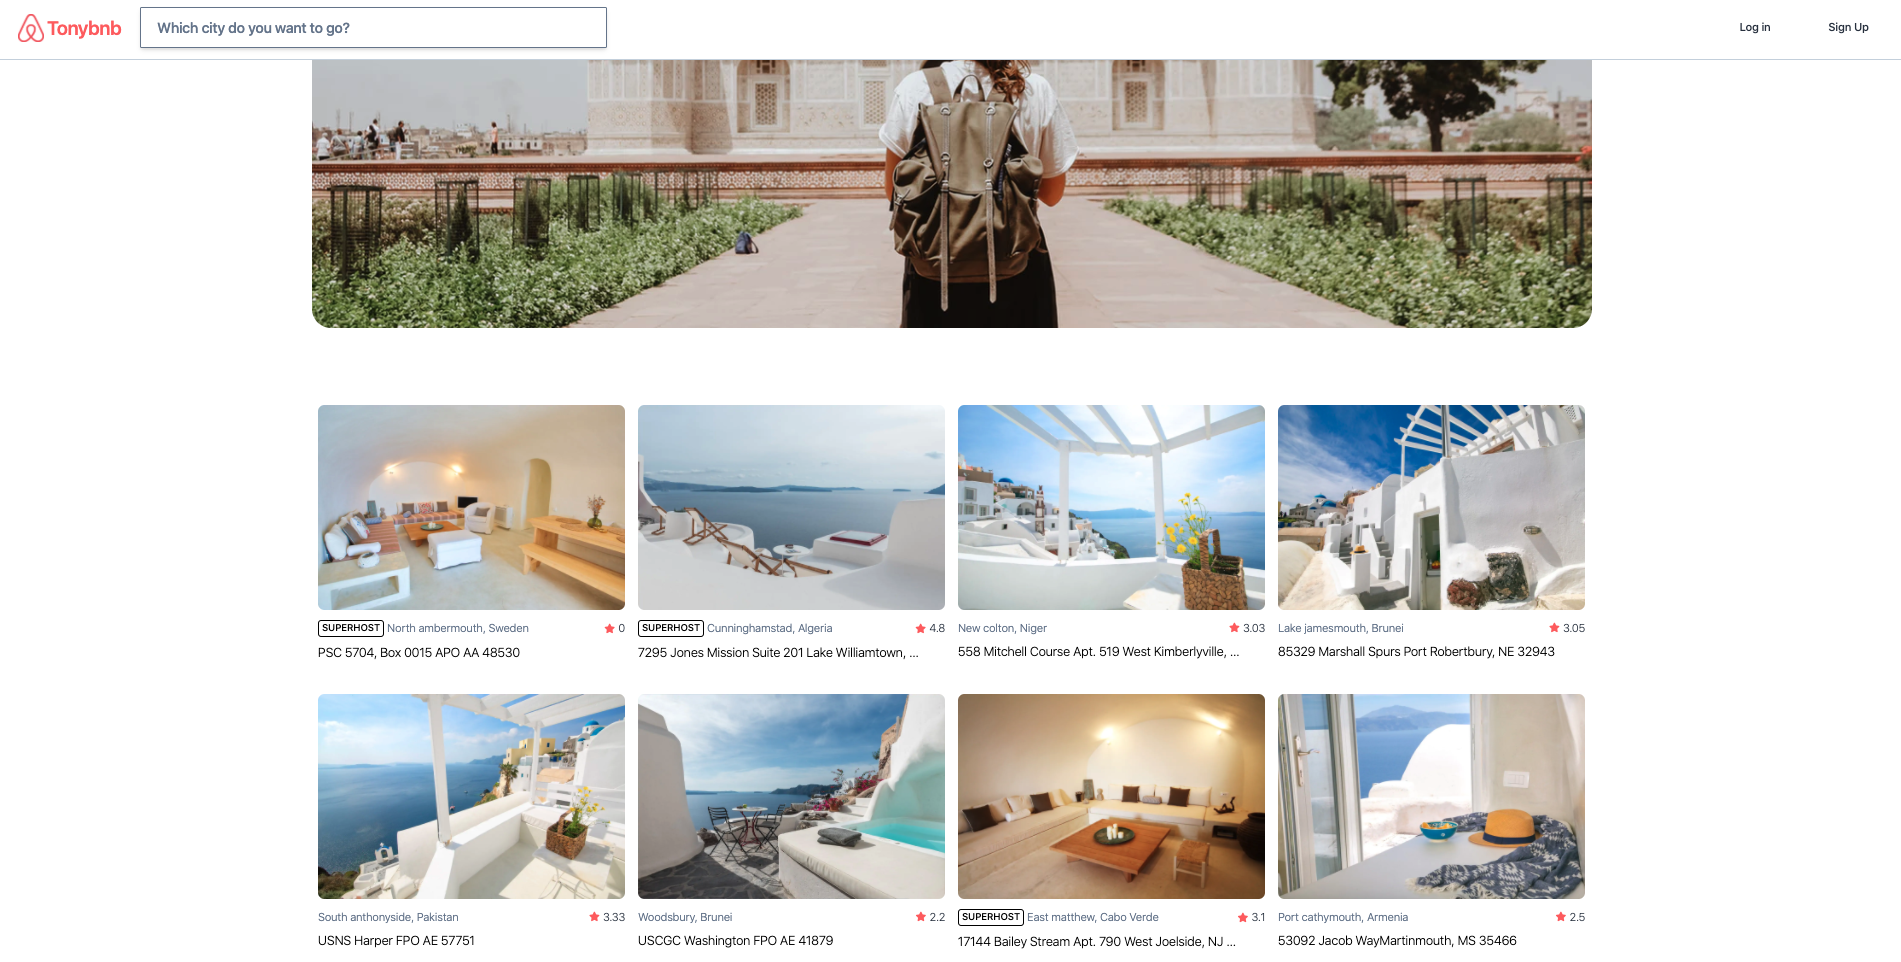 Tonybnb
Which city do you want to go?
Log in
Sign Up
SUPERHOST North ambermouth, Sweden 0
PSC 5704, Box 0015 APO AA 48530
SUPERHOST Cunninghamstad, Algeria 4.8
7295 Jones Mission Suite 201 Lake Williamtown, ...
New colton, Niger 3.03
558 Mitchell Course Apt. 519 West Kimberlyville, ...
Lake jamesmouth, Brunei 3.05
85329 Marshall Spurs Port Robertbury, NE 32943
South anthonyside, Pakistan 3.33
USNS Harper FPO AE 57751
Woodsbury, Brunei 2.2
USCGC Washington FPO AE 41879
SUPERHOST East matthew, Cabo Verde 3.1
17144 Bailey Stream Apt. 790 West Joelside, NJ ...
Port cathymouth, Armenia 2.5
53092 Jacob WayMartinmouth, MS 35466